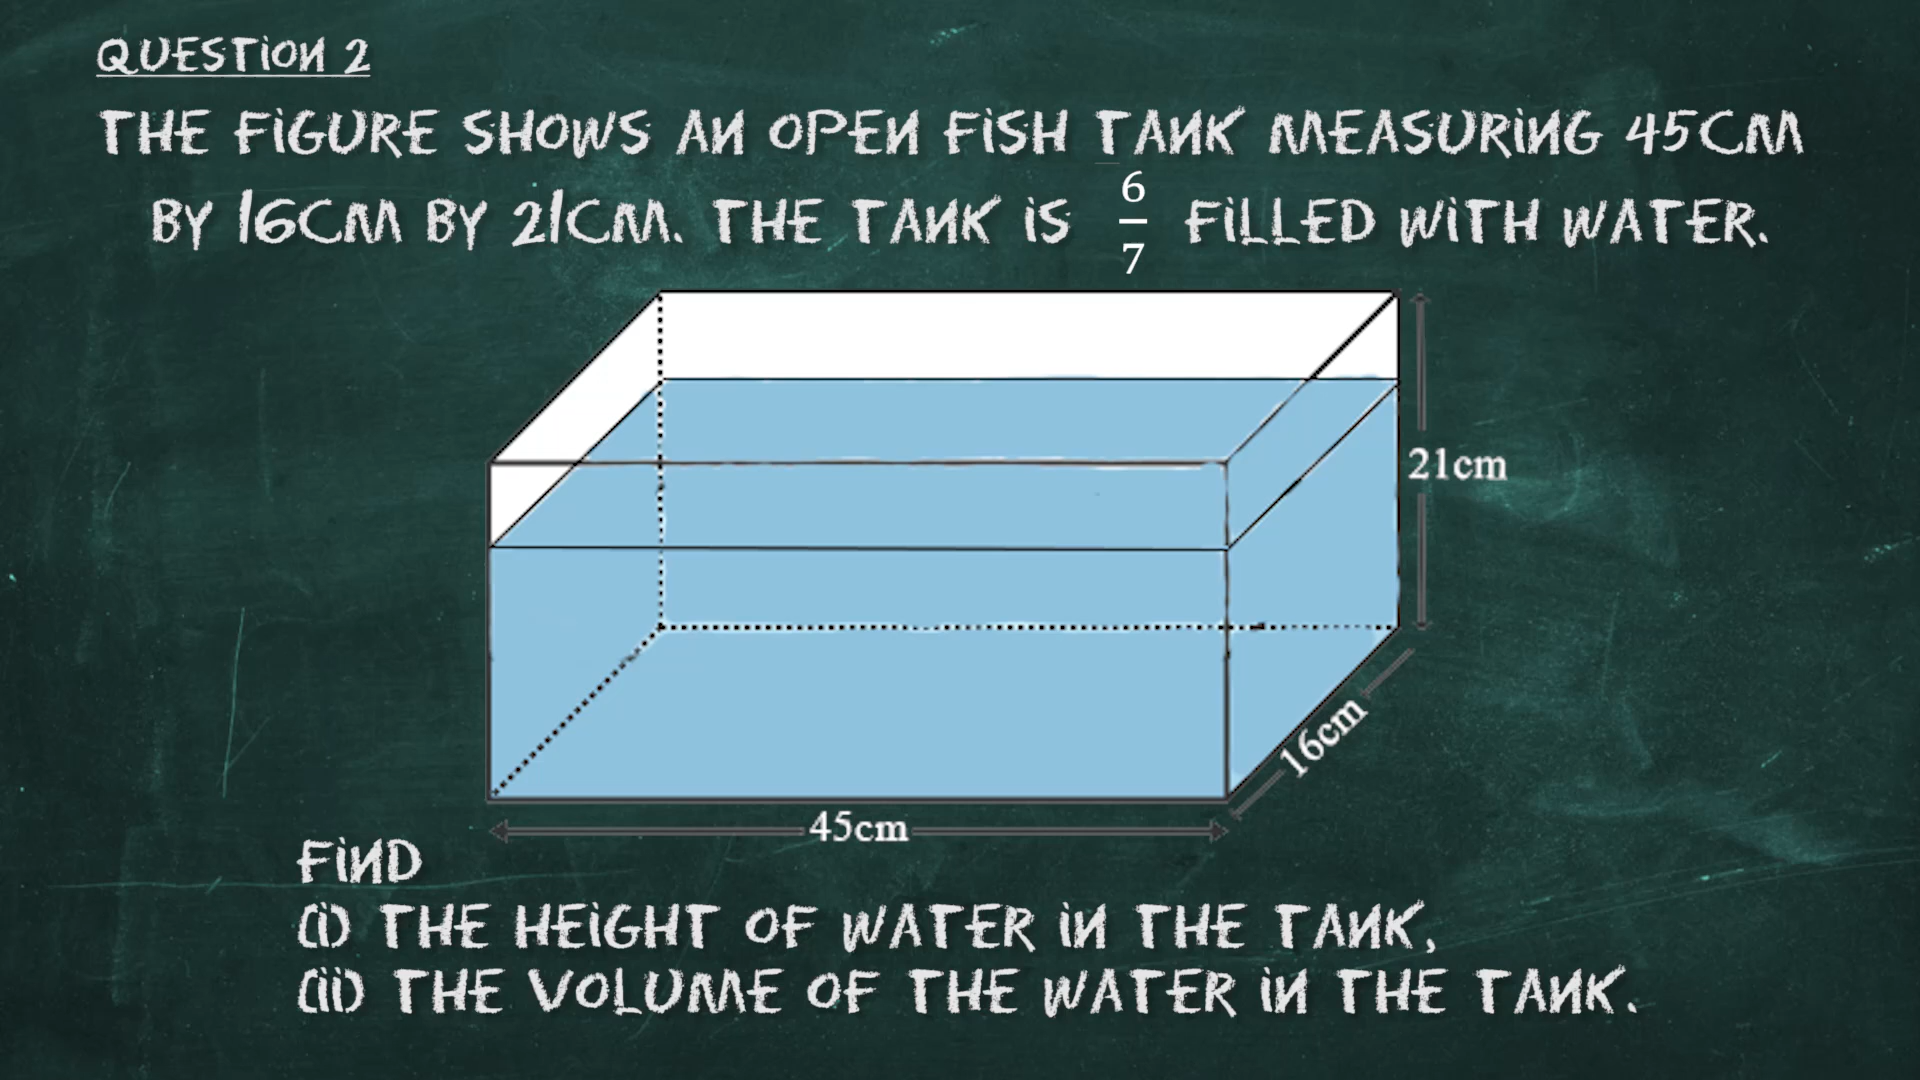 QUESTION 2
THE FIGURE SHOWS AN OPEN FISH TANK MEASURING 45CM
BY 16CM BY 21CM. THE TANK IS 6/7 FILLED WITH WATER.
21cm
16cm
45cm
FIND
(i) THE HEIGHT OF WATER IN THE TANK,
(ii) THE VOLUME OF THE WATER IN THE TANK.